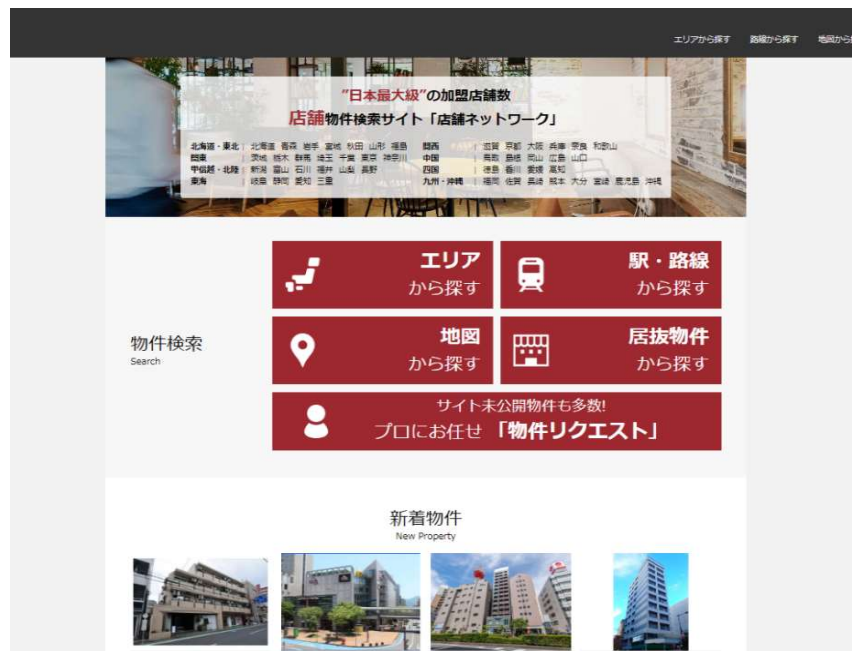 エリアから探す 路線から探す 地図から
"日本最大級"の加盟店舗数
店舗物件検索サイト「店舗ネットワーク」
北海道・東北 | 北海道 青森 岩手 宮城 秋田 山形 福島
関東 | 茨城 栃木 群馬 埼玉 千葉 東京 神奈川
甲信越・北陸 | 新潟 富山 石川 福井 山梨 長野
東海 | 岐阜 静岡 愛知 三重
関西 | 滋賀 京都 大阪 兵庫 奈良 和歌山
中国 | 鳥取 島根 岡山 広島 山口
四国 | 徳島 香川 愛媛 高知
九州・沖縄 | 福岡 佐賀 長崎 熊本 大分 宮崎 鹿児島 沖縄
物件検索
Search
エリア
から探す
駅・路線
から探す
地図
から探す
居抜物件
から探す
サイト未公開物件も多数!
プロにお任せ「物件リクエスト」
新着物件
New Property